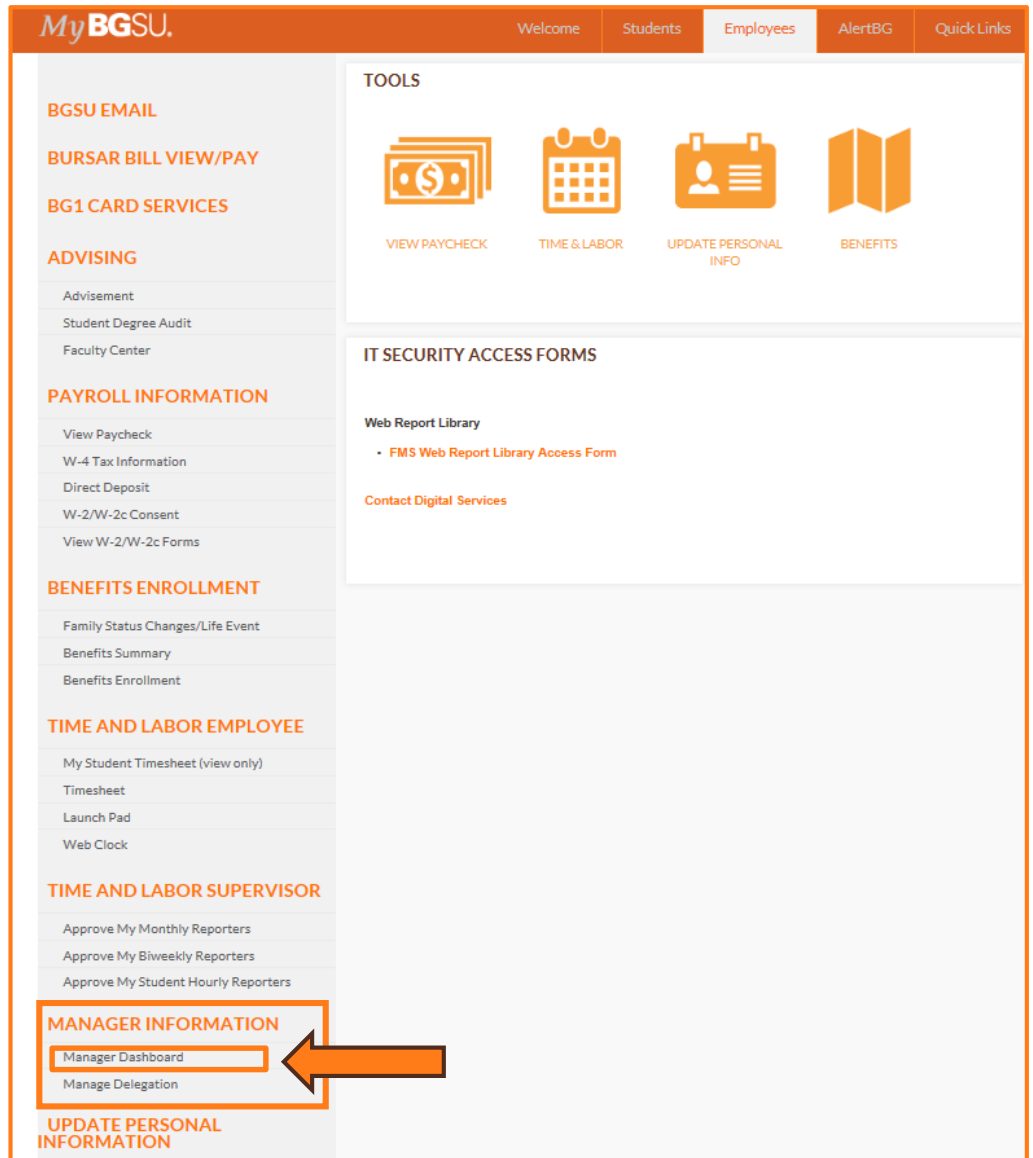 MyBGSU.
Welcome Students Employees AlertBG Quick Links
BGSU EMAIL
BURSAR BILL VIEW/PAY
BG1 CARD SERVICES
ADVISING
Advisement
Student Degree Audit
Faculty Center
PAYROLL INFORMATION
View Paycheck
W-4 Tax Information
Direct Deposit
W-2/W-2c Consent
View W-2/W-2c Forms
BENEFITS ENROLLMENT
Family Status Changes/Life Event
Benefits Summary
Benefits Enrollment
TIME AND LABOR EMPLOYEE
My Student Timesheet (view only)
Timesheet
Launch Pad
Web Clock
TIME AND LABOR SUPERVISOR
Approve My Monthly Reporters
Approve My Biweekly Reporters
Approve My Student Hourly Reporters
MANAGER INFORMATION
Manager Dashboard
Manage Delegation
UPDATE PERSONAL
INFORMATION
TOOLS
$
VIEW PAYCHECK TIME & LABOR UPDATE PERSONAL BENEFITS
INFO
IT SECURITY ACCESS FORMS
Web Report Library
• FMS Web Report Library Access Form
Contact Digital Services